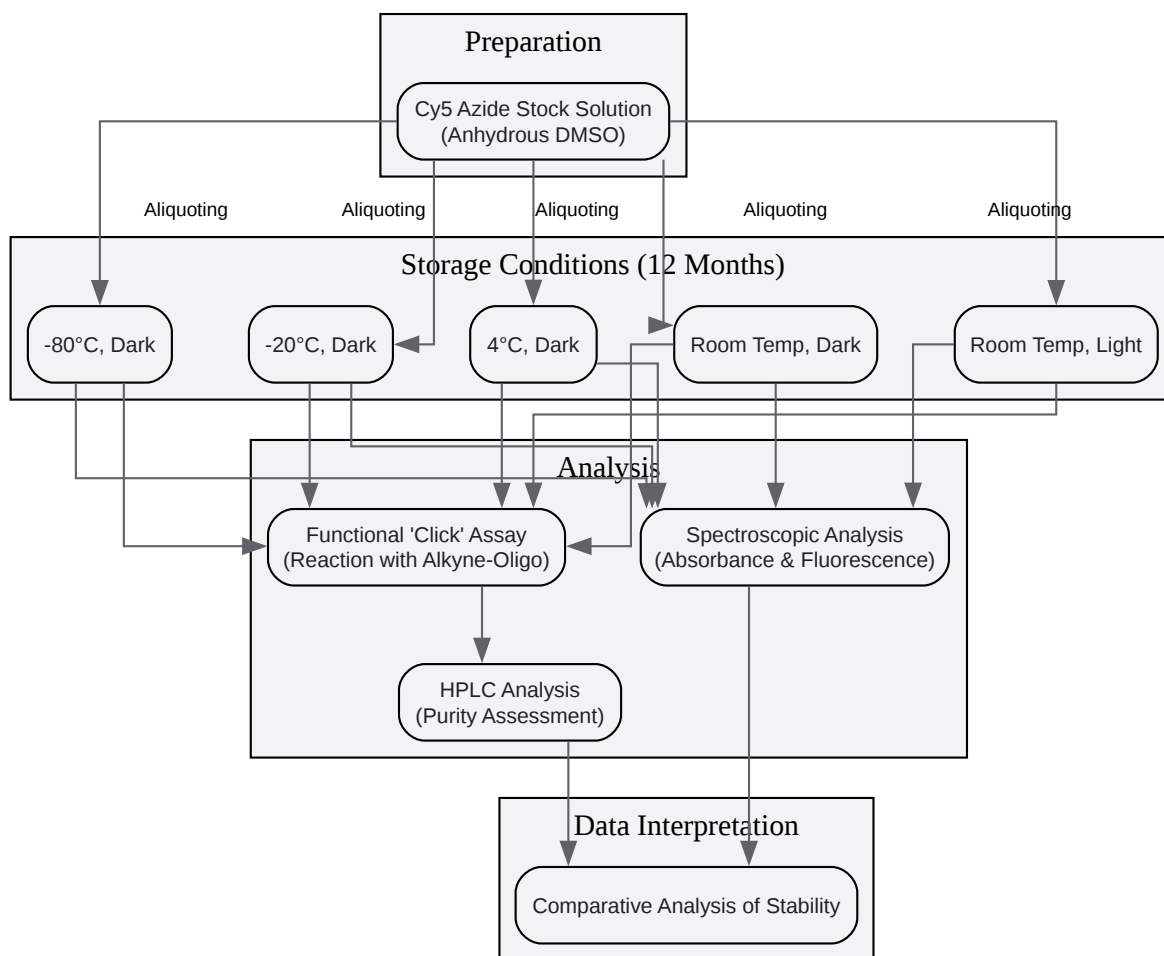 Preparation
Cy5 Azide Stock Solution
(Anhydrous DMSO)
Aliquoting
Aliquoting
Aliquoting
Aliquoting
Aliquoting
Storage Conditions (12 Months)
-80°C, Dark
-20°C, Dark
4°C, Dark
Room Temp, Dark
Room Temp, Light
Analysis
Functional 'Click' Assay
(Reaction with Alkyne-Oligo)
Spectroscopic Analysis
(Absorbance & Fluorescence)
HPLC Analysis
(Purity Assessment)
Data Interpretation
Comparative Analysis of Stability